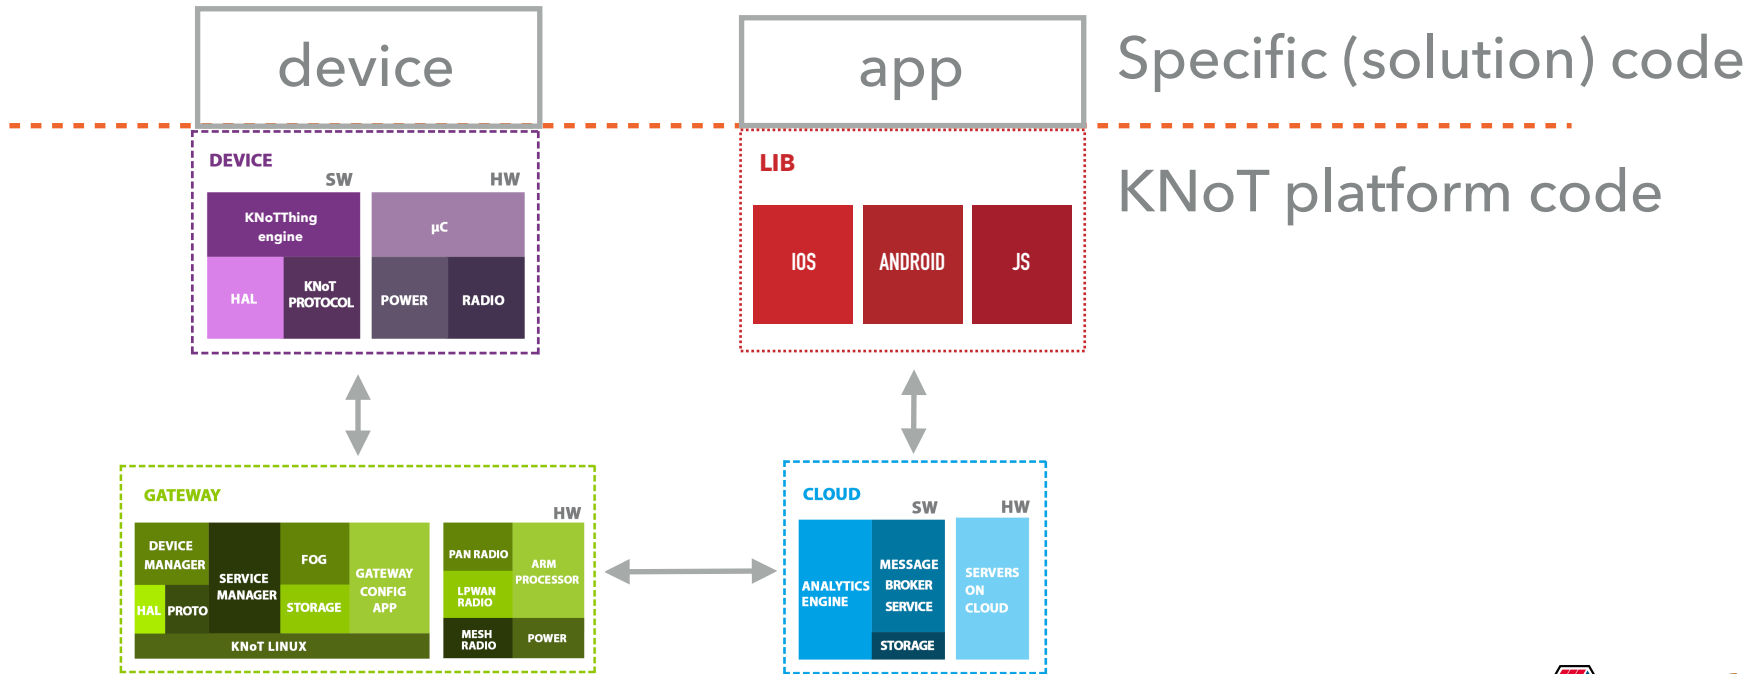 device
app
Specific (solution) code
KNoT platform code
DEVICE
SW
HW
KNoTThing
engine
HAL
KNoT
PROTOCOL
µC
POWER
RADIO
LIB
IOS
ANDROID
JS
GATEWAY
HW
DEVICE
MANAGER
HAL
PROTO
SERVICE
MANAGER
FOG
STORAGE
GATEWAY
CONFIG
APP
KNoT LINUX
PAN RADIO
LPWAN
RADIO
MESH
RADIO
ARM
PROCESSOR
POWER
CLOUD
SW
HW
ANALYTICS
ENGINE
MESSAGE
BROKER
SERVICE
STORAGE
SERVERS
ON
CLOUD